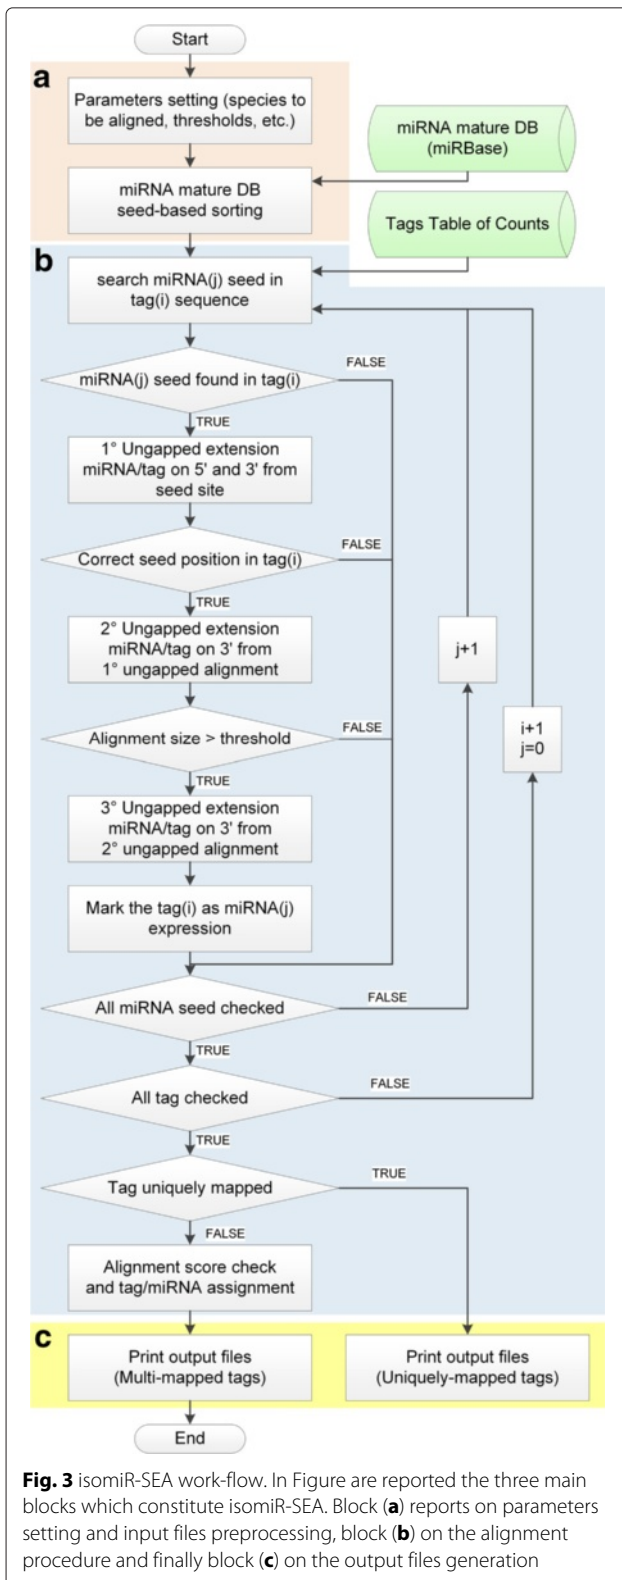 Start
a
Parameters setting (species to
be aligned, thresholds, etc.)
miRNA mature DB
(miRBase)
miRNA mature DB
seed-based sorting
Tags Table of Counts
b
search miRNA(j) seed in
tag(i) sequence
FALSE
miRNA(j) seed found in tag(i)
TRUE
1° Ungapped extension
miRNA/tag on 5' and 3' from
seed site
FALSE
Correct seed position in tag(i)
TRUE
2° Ungapped extension
miRNA/tag on 3' from
1° ungapped alignment
j+1
i+1
j=0
FALSE
Alignment size > threshold
TRUE
3° Ungapped extension
miRNA/tag on 3' from
2° ungapped alignment
Mark the tag(i) as miRNA(j)
expression
All miRNA seed checked
FALSE
TRUE
All tag checked
FALSE
TRUE
Tag uniquely mapped
TRUE
FALSE
Alignment score check
and tag/miRNA assignment
c
Print output files
(Multi-mapped tags)
Print output files
(Uniquely-mapped tags)
End
Fig. 3 isomiR-SEA work-flow. In Figure are reported the three main
blocks which constitute isomiR-SEA. Block (a) reports on parameters
setting and input files preprocessing, block (b) on the alignment
procedure and finally block (c) on the output files generation